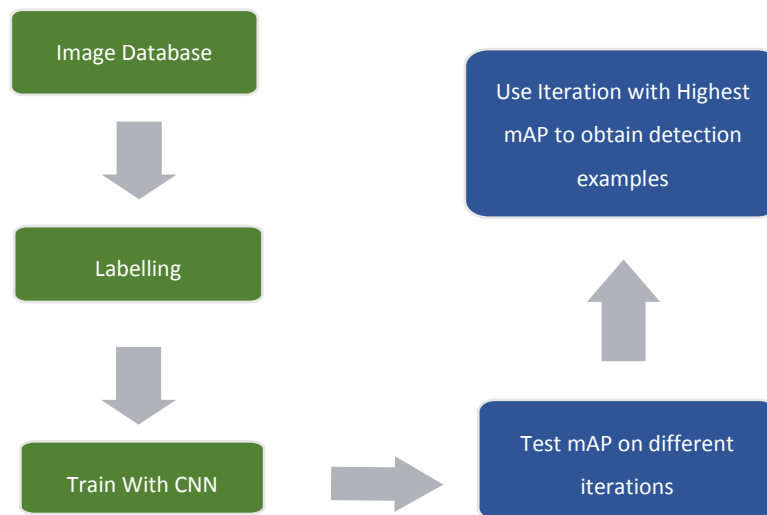 Image Database
Labelling
Train With CNN
Test mAP on different
iterations
Use Iteration with Highest
mAP to obtain detection
examples